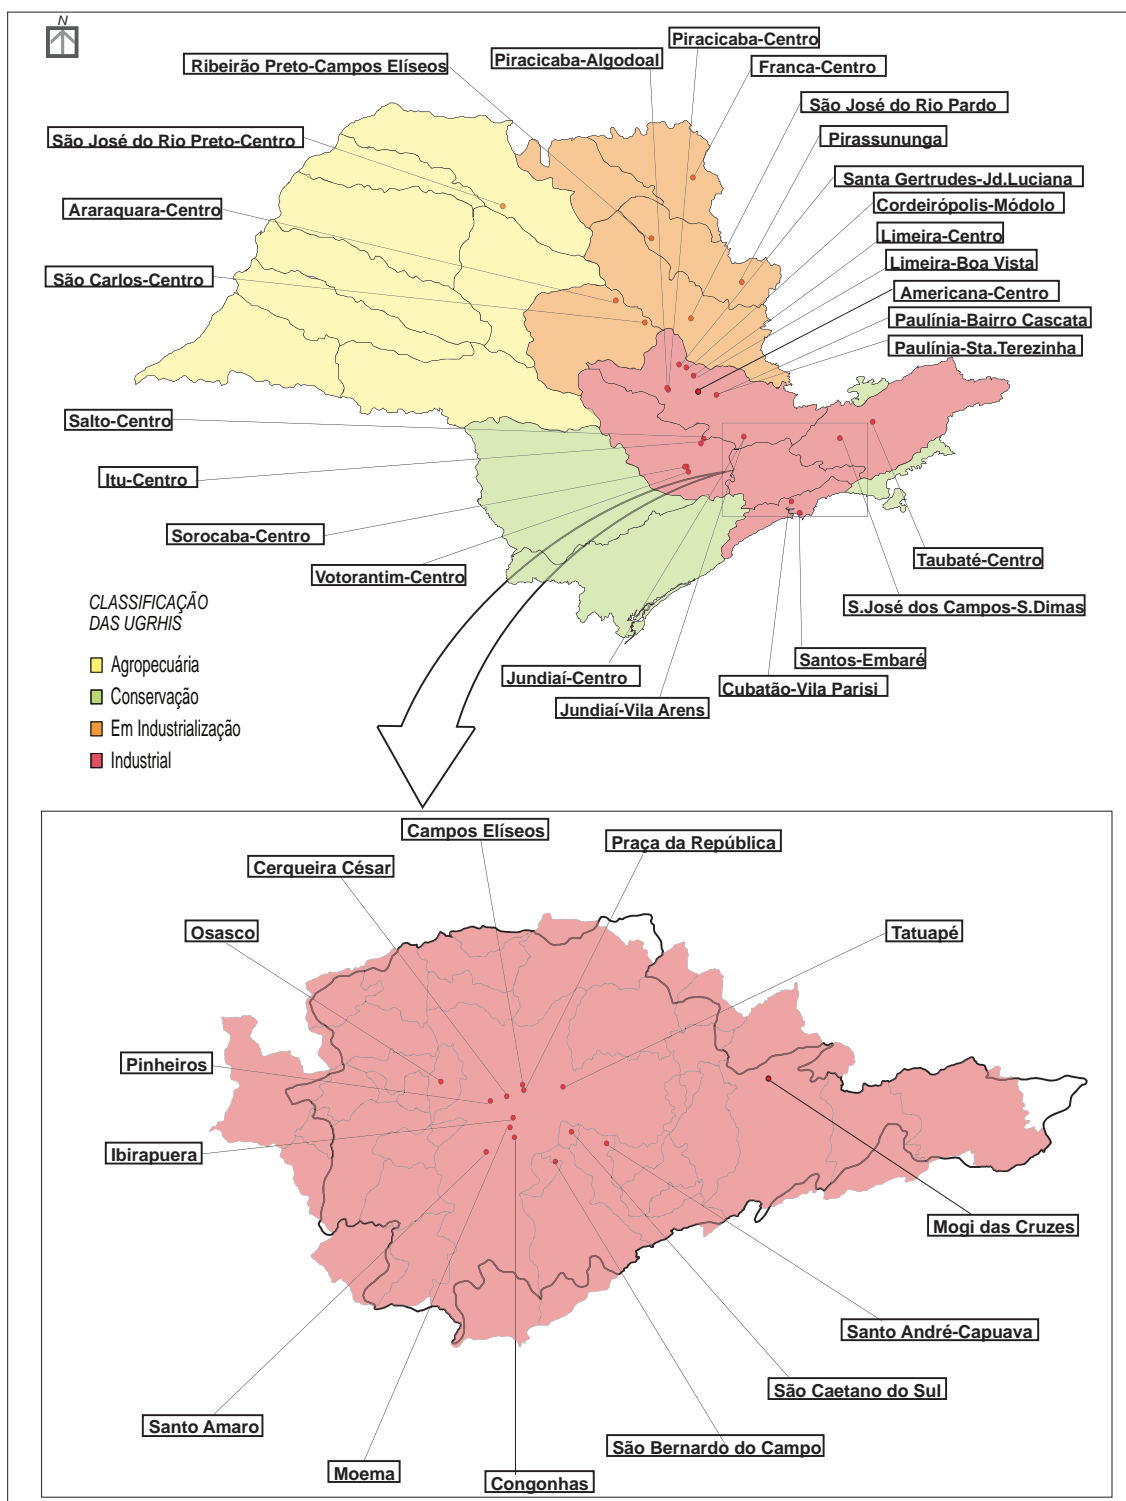 N
Piracicaba-Centro
Piracicaba-Algodoal
Ribeirão Preto-Campos Elíseos
Franca-Centro
São José do Rio Pardo
São José do Rio Preto-Centro
Pirassununga
Santa Gertrudes-Jd.Luciana
Araraquara-Centro
Cordeirópolis-Módolo
Limeira-Centro
Limeira-Boa Vista
São Carlos-Centro
Americana-Centro
Paulínia-Bairro Cascata
Paulínia-Sta.Terezinha
Salto-Centro
Itu-Centro
Sorocaba-Centro
Taubaté-Centro
Votorantim-Centro
S.José dos Campos-S.Dimas
Santos-Embaré
Jundiaí-Centro
Cubatão-Vila Parisi
Jundiaí-Vila Arens
CLASSIFICAÇÃO
DAS UGRHIS
Agropecuária
Conservação
Em Industrialização
Industrial
Campos Elíseos
Praça da República
Cerqueira César
Osasco
Tatuapé
Pinheiros
Ibirapuera
Mogi das Cruzes
Santo André-Capuava
São Caetano do Sul
Santo Amaro
São Bernardo do Campo
Moema
Congonhas